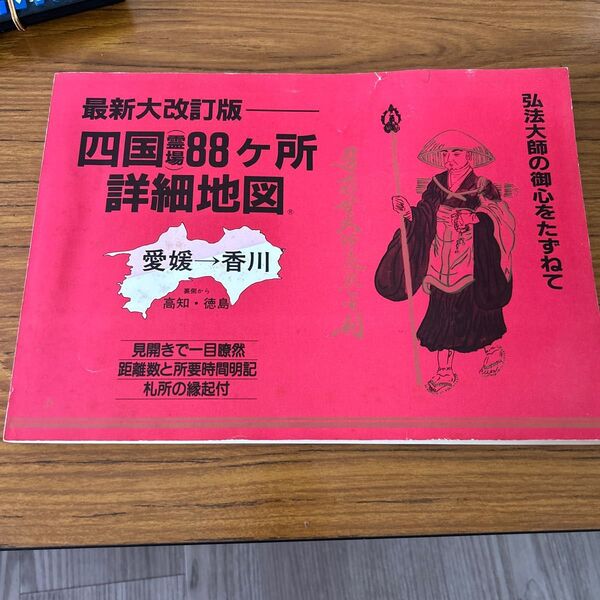 最新大改訂版
四国(霊場)88ヶ所
詳細地図®
愛媛→香川
裏側から
高知・徳島
見開きで一目瞭然
距離数と所要時間明記
札所の縁起付
弘法大師の御心をたずねて